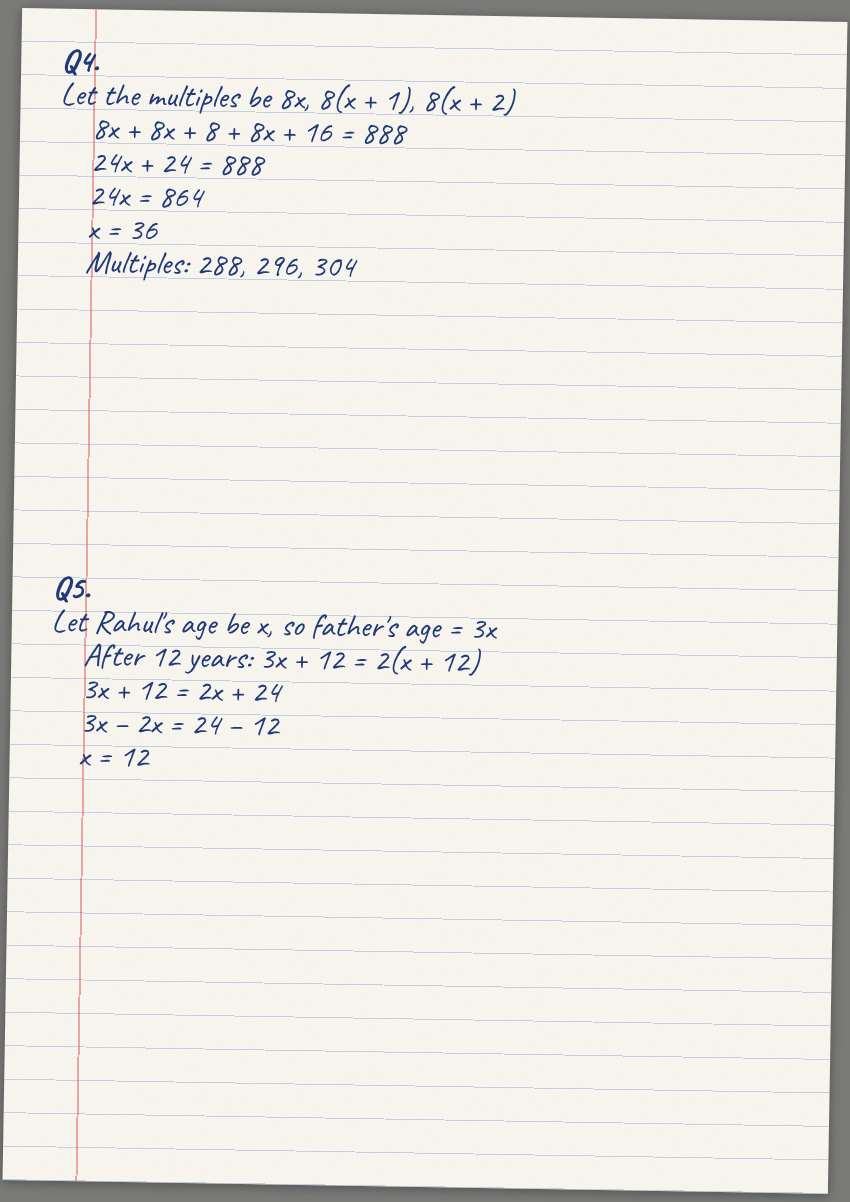 Q4.
Let the multiples be 8x, 8(x + 1), 8(x + 2)
8x + 8x + 8 + 8x + 16 = 888
24x + 24 = 888
24x = 864
x = 36
Multiples: 288, 296, 304
Q5.
Let Rahul's age be x, so father's age = 3x
After 12 years: 3x + 12 = 2(x + 12)
3x + 12 = 2x + 24
3x – 2x = 24 – 12
x = 12